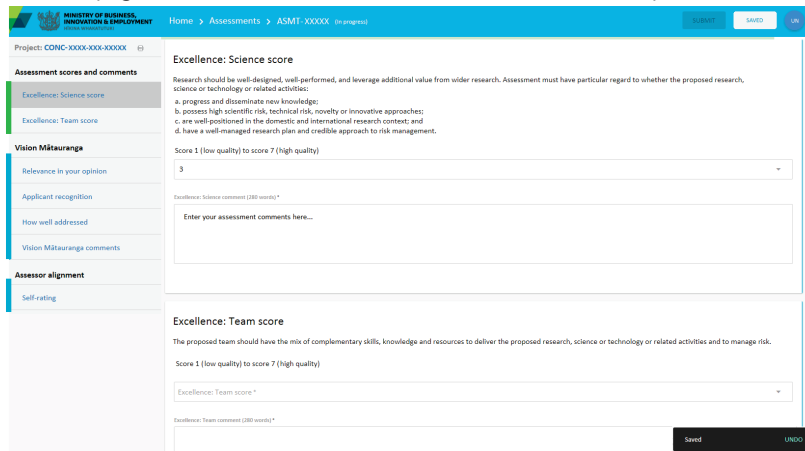 MINISTRY OF BUSINESS,
INNOVATION & EMPLOYMENT
HĪKINA WHAKATUTUKI
Home > Assessments > ASMT- XXXXX (In progress)
SUBMIT
SAVED
UN
Project: CONC- XXXX-XXX-XXXXX
Assessment scores and comments
Excellence: Science score
Excellence: Team score
Vision Mātauranga
Relevance in your opinion
Applicant recognition
How well addressed
Vision Mātauranga comments
Assessor alignment
Self-rating
Excellence: Science score
Research should be well-designed, well-performed, and leverage additional value from wider research. Assessment must have particular regard to whether the proposed research,
science or technology or related activities:
a. progress and disseminate new knowledge;
b. possess high scientific risk, technical risk, novelty or innovative approaches;
c. are well-positioned in the domestic and international research context; and
d. have a well-managed research plan and credible approach to risk management.
Score 1 (low quality) to score 7 (high quality)
3
Excellence: Science comment (280 words) *
Enter your assessment comments here...
Excellence: Team score
The proposed team should have the mix of complementary skills, knowledge and resources to deliver the proposed research, science or technology or related activities and to manage risk.
Score 1 (low quality) to score 7 (high quality)
Excellence: Team score *
Excellence: Team comment (280 words) *
Saved
UNDO